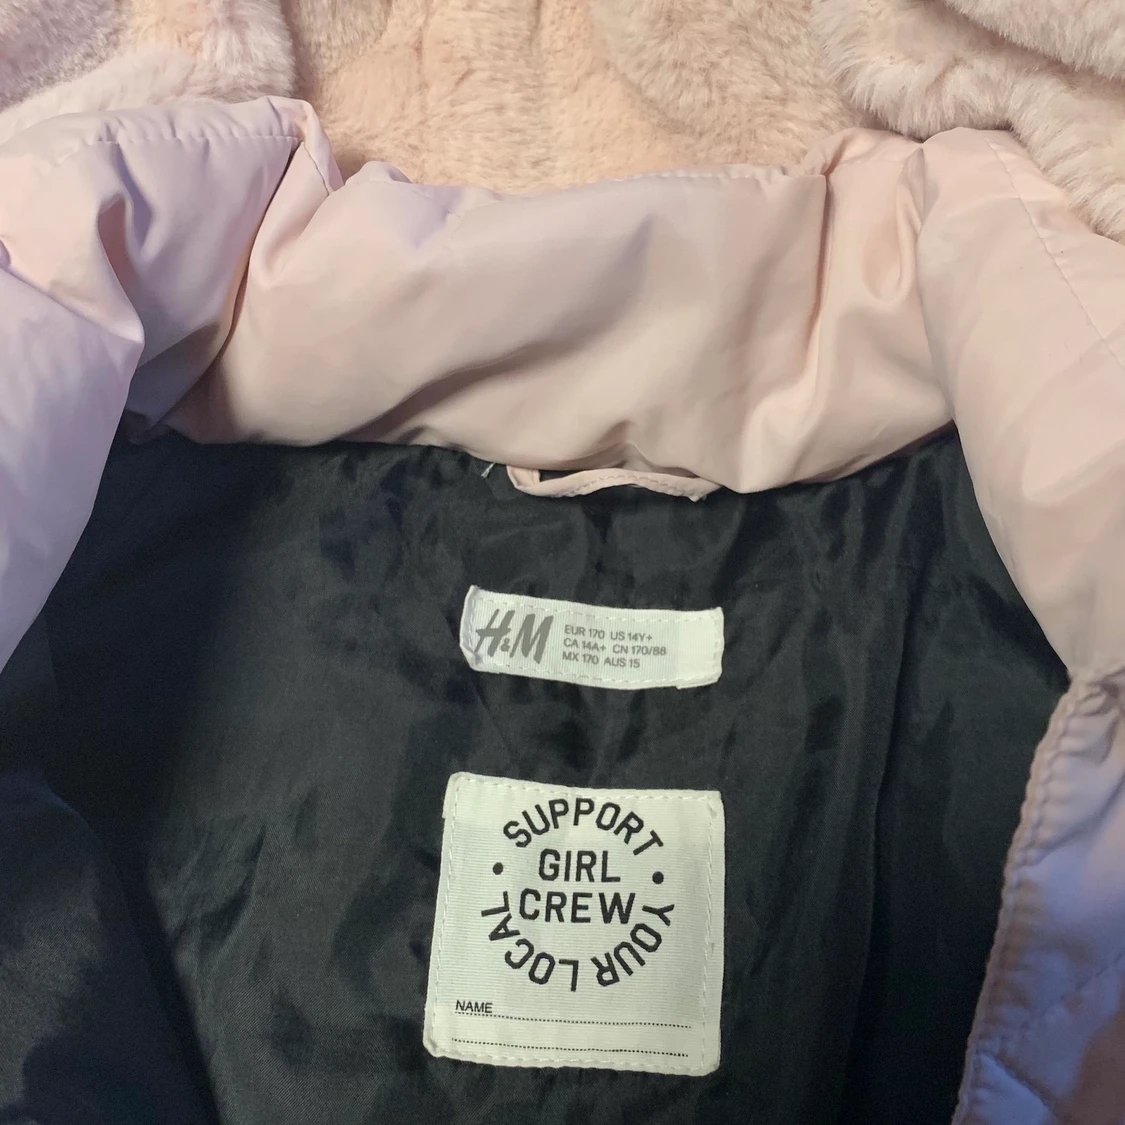 H&M
EUR 170 US 14Y+
CA 14A+ CN 170/88
MX 170 AUS 15
SUPPORT
GIRL
CREW
YOUR LOCAL
NAME